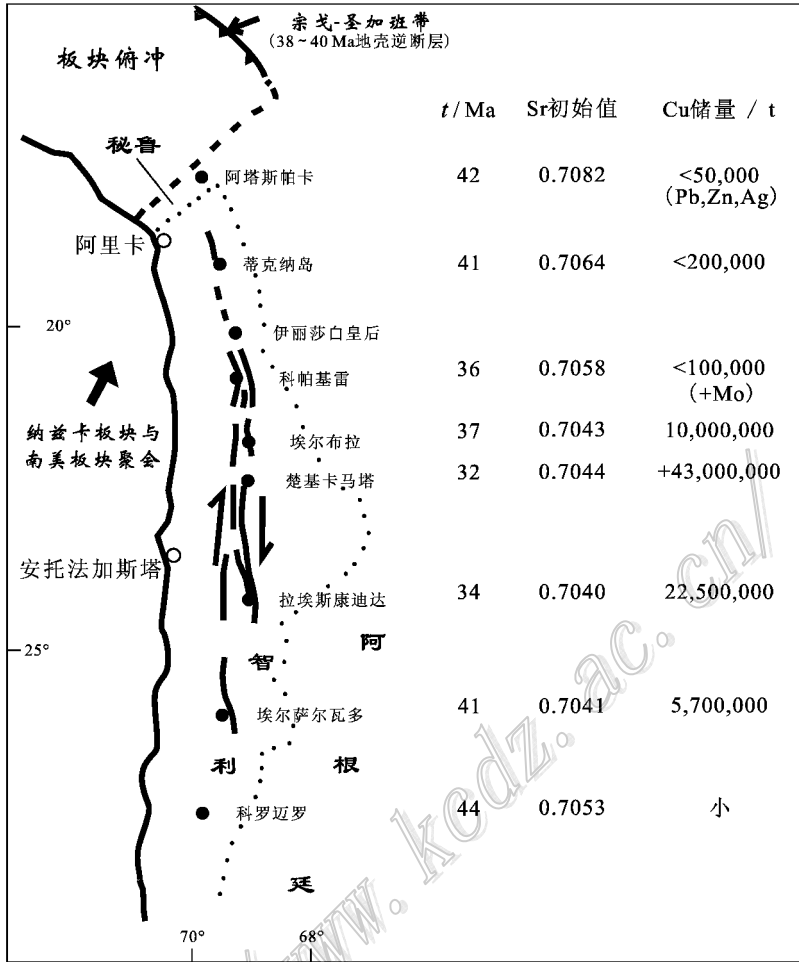 宗戈-圣加班带
(38~40 Ma地壳逆断层)
板块俯冲
t / Ma Sr初始值 Cu储量 / t
秘鲁
阿塔斯帕卡 42 0.7082 <50,000
(Pb,Zn,Ag)
阿里卡
蒂克纳岛 41 0.7064 <200,000
20°
伊丽莎白皇后
科帕基雷 36 0.7058 <100,000
(+Mo)
纳兹卡板块与
南美板块聚会
埃尔布拉 37 0.7043 10,000,000
楚基卡马塔 32 0.7044 +43,000,000
安托法加斯塔
拉埃斯康迪达 34 0.7040 22,500,000
25°
智
利
阿
根
廷
埃尔萨尔瓦多 41 0.7041 5,700,000
科罗迈罗 44 0.7053 小
70° 68°
www.kcdz.ac.cn/